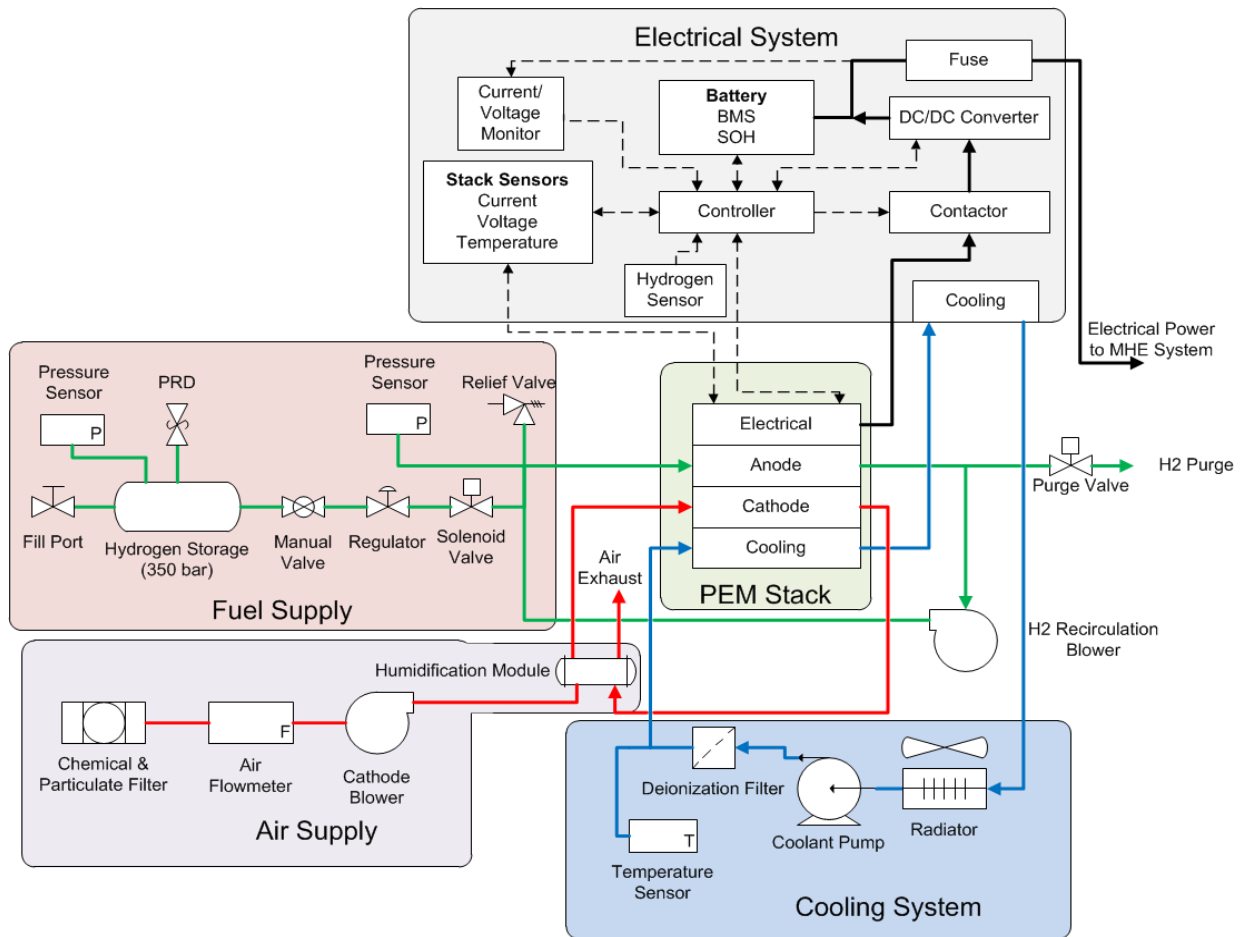 Electrical System
Fuse
Current/
Voltage
Monitor
Battery
BMS
SOH
DC/DC Converter
Stack Sensors
Current
Voltage
Temperature
Controller
Contactor
Hydrogen
Sensor
Cooling
Electrical Power
to MHE System
Pressure
Sensor
P
PRD
Pressure
Sensor
P
Relief Valve
Fill Port
Hydrogen Storage
(350 bar)
Manual
Valve
Regulator
Solenoid
Valve
Fuel Supply
Electrical
Anode
Cathode
Cooling
PEM Stack
Purge Valve
H2 Purge
Air
Exhaust
H2 Recirculation
Blower
Humidification Module
Chemical &
Particulate Filter
F
Air
Flowmeter
Cathode
Blower
Air Supply
Deionization Filter
Coolant Pump
Radiator
T
Temperature
Sensor
Cooling System